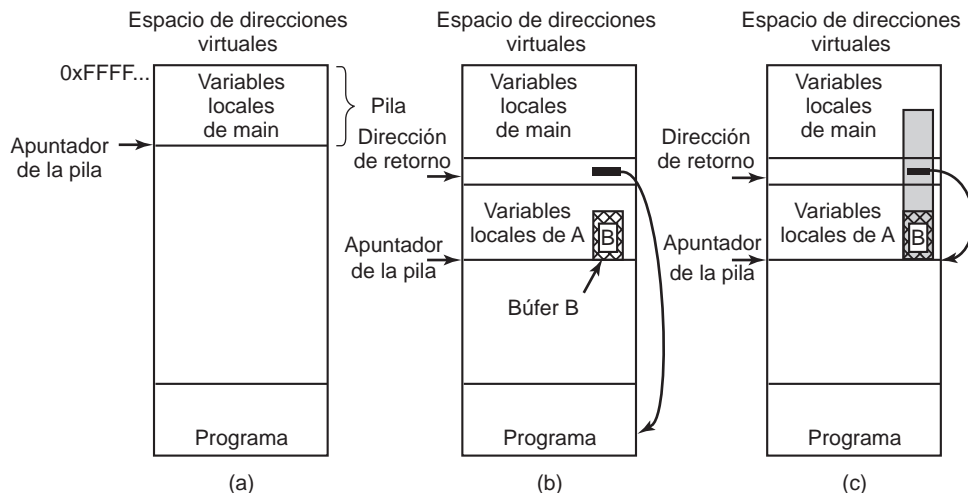 Espacio de direcciones
virtuales
0xFFFF...
Variables
locales
de main
Pila
Apuntador
de la pila
Programa
(a)
Espacio de direcciones
virtuales
Variables
locales
de main
Dirección
de retorno
Variables
locales de A
B
Apuntador
de la pila
Búfer B
Programa
(b)
Espacio de direcciones
virtuales
Variables
locales
de main
Dirección
de retorno
Variables
locales de A
B
Apuntador
de la pila
Programa
(c)